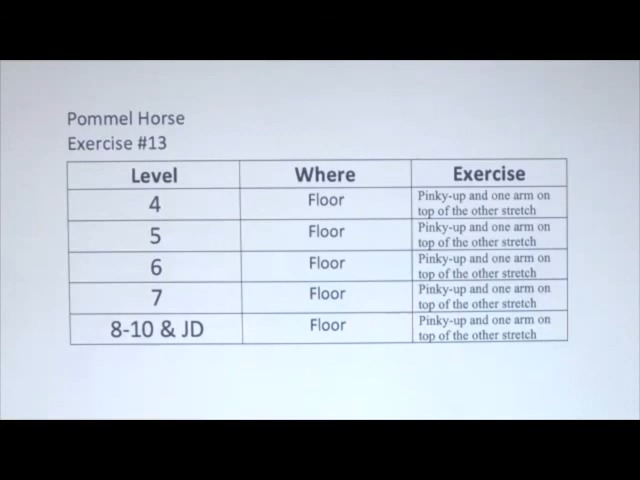 Pommel Horse
Exercise #13
Level Where Exercise
4 Floor Pinky-up and one arm on
top of the other stretch
5 Floor Pinky-up and one arm on
top of the other stretch
6 Floor Pinky-up and one arm on
top of the other stretch
7 Floor Pinky-up and one arm on
top of the other stretch
8-10 & JD Floor Pinky-up and one arm on
top of the other stretch